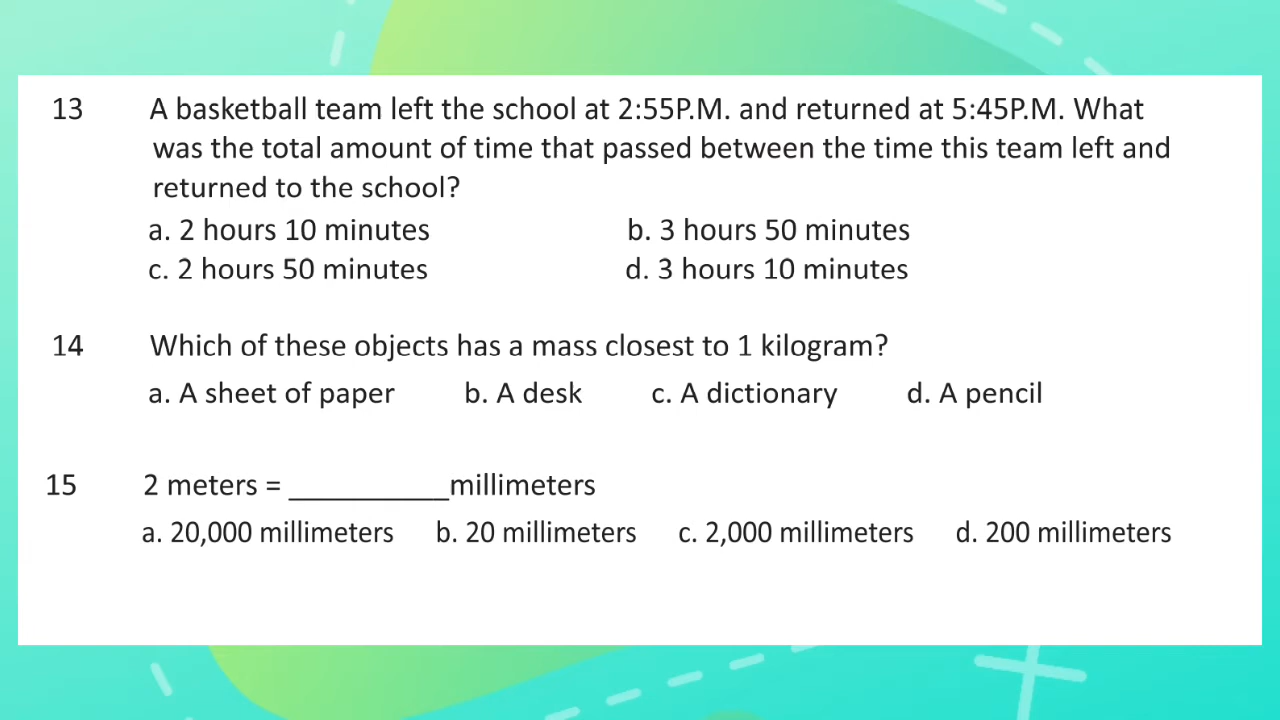 13 A basketball team left the school at 2:55P.M. and returned at 5:45P.M. What
was the total amount of time that passed between the time this team left and
returned to the school?
a. 2 hours 10 minutes b. 3 hours 50 minutes
c. 2 hours 50 minutes d. 3 hours 10 minutes
14 Which of these objects has a mass closest to 1 kilogram?
a. A sheet of paper b. A desk c. A dictionary d. A pencil
15 2 meters = __________millimeters
a. 20,000 millimeters b. 20 millimeters c. 2,000 millimeters d. 200 millimeters